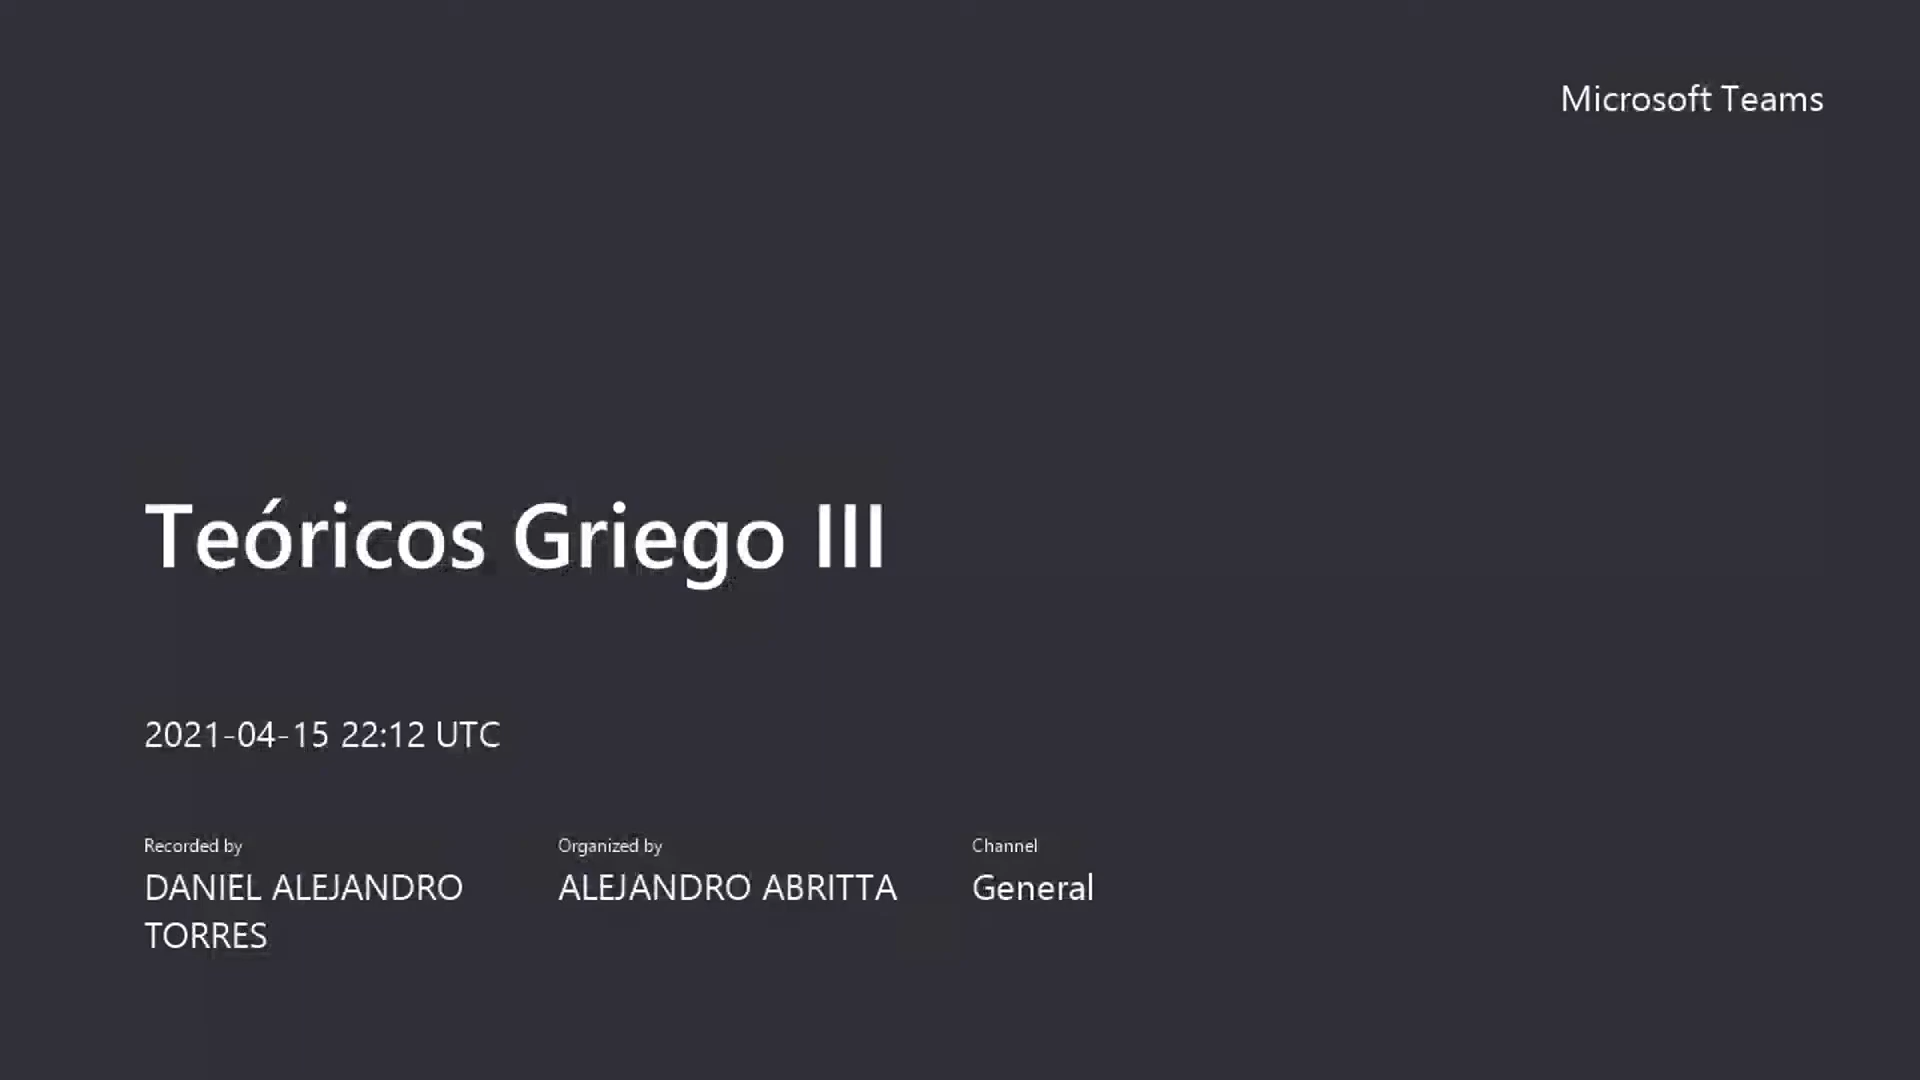 Microsoft Teams
Teóricos Griego III
2021-04-15 22:12 UTC
Recorded by
DANIEL ALEJANDRO
TORRES
Organized by
ALEJANDRO ABRITTA
Channel
General